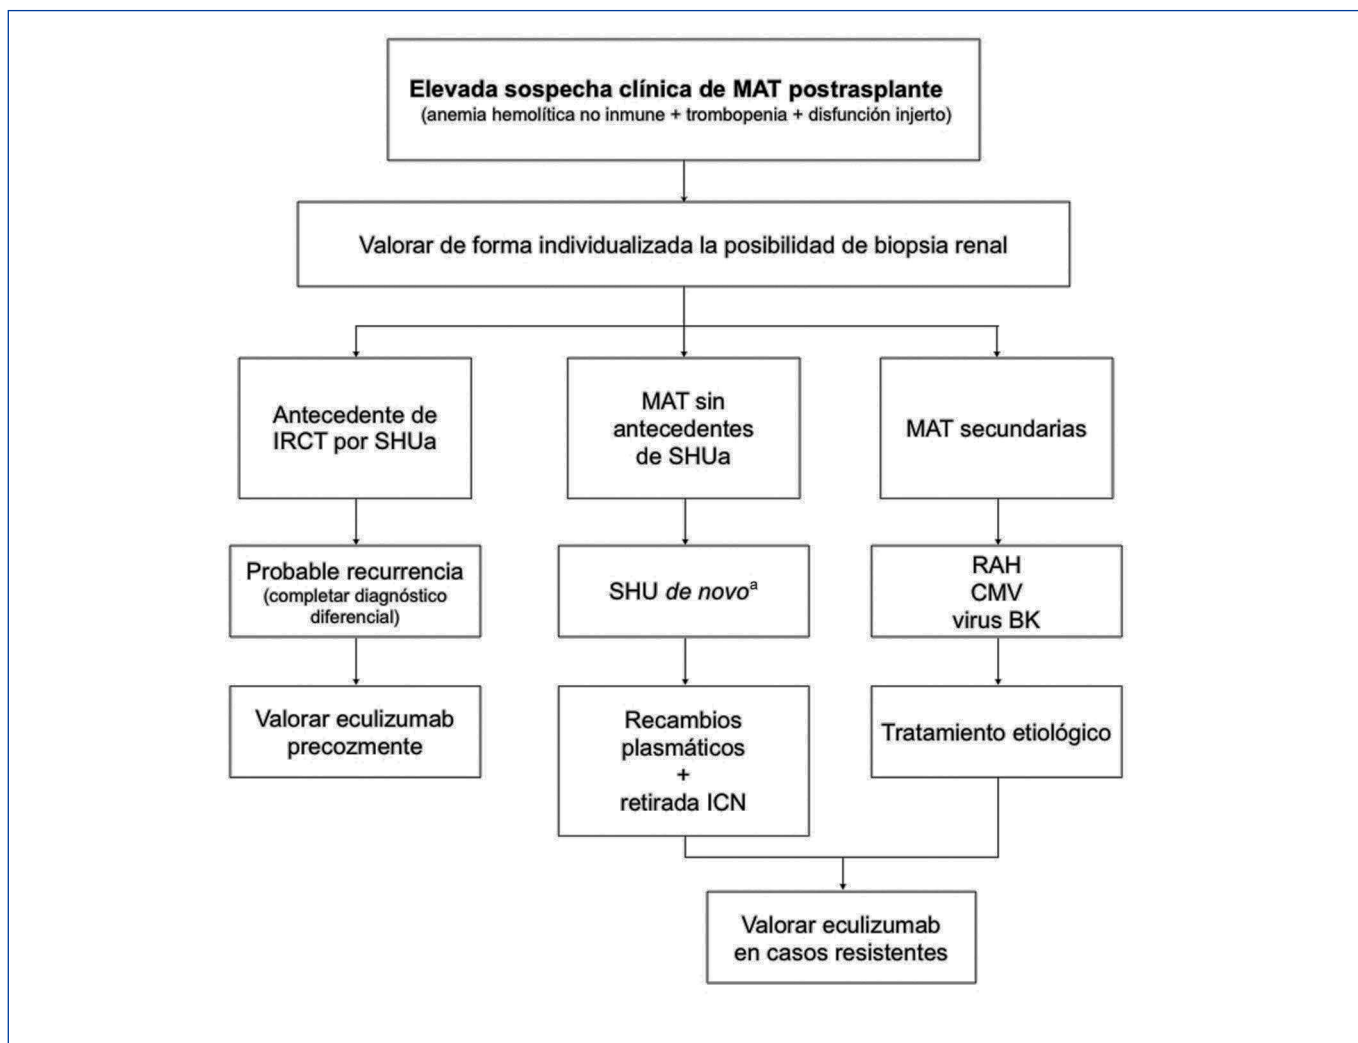 Elevada sospecha clínica de MAT postrasplante
(anemia hemolítica no inmune + trombopenia + disfunción injerto)
Valorar de forma individualizada la posibilidad de biopsia renal
Antecedente de
IRCT por SHUa
MAT sin
antecedentes
de SHUa
MAT secundarias
Probable recurrencia
(completar diagnóstico
diferencial)
SHU de novoᵃ
RAH
CMV
virus BK
Valorar eculizumab
precozmente
Recambios
plasmáticos
+
retirada ICN
Tratamiento etiológico
Valorar eculizumab
en casos resistentes